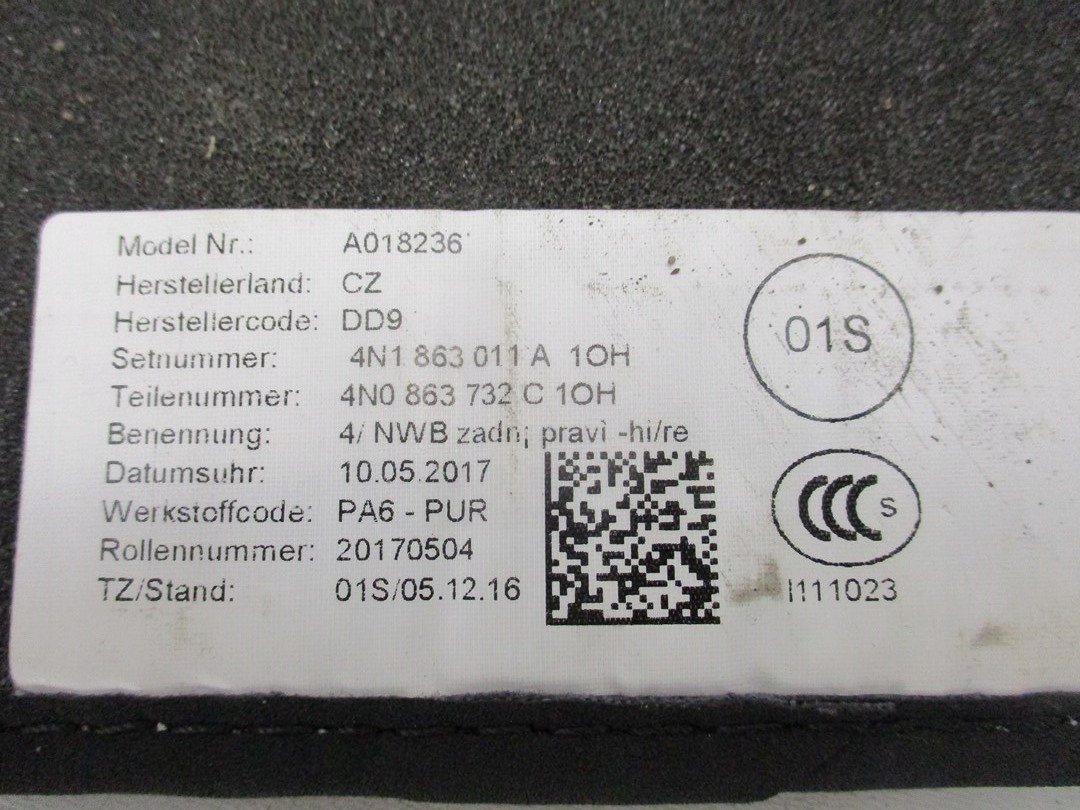 Model Nr.: A018236
Herstellerland: CZ
Herstellercode: DD9
Setnummer: 4N1 863 011 A 1OH
Teilenummer: 4N0 863 732 C 1OH
Benennung: 4/ NWB zadn¡ pravì -hi/re
Datumsuhr: 10.05.2017
Werkstoffcode: PA6 - PUR
Rollennummer: 20170504
TZ/Stand: 01S/05.12.16
01S
CCC S
I111023